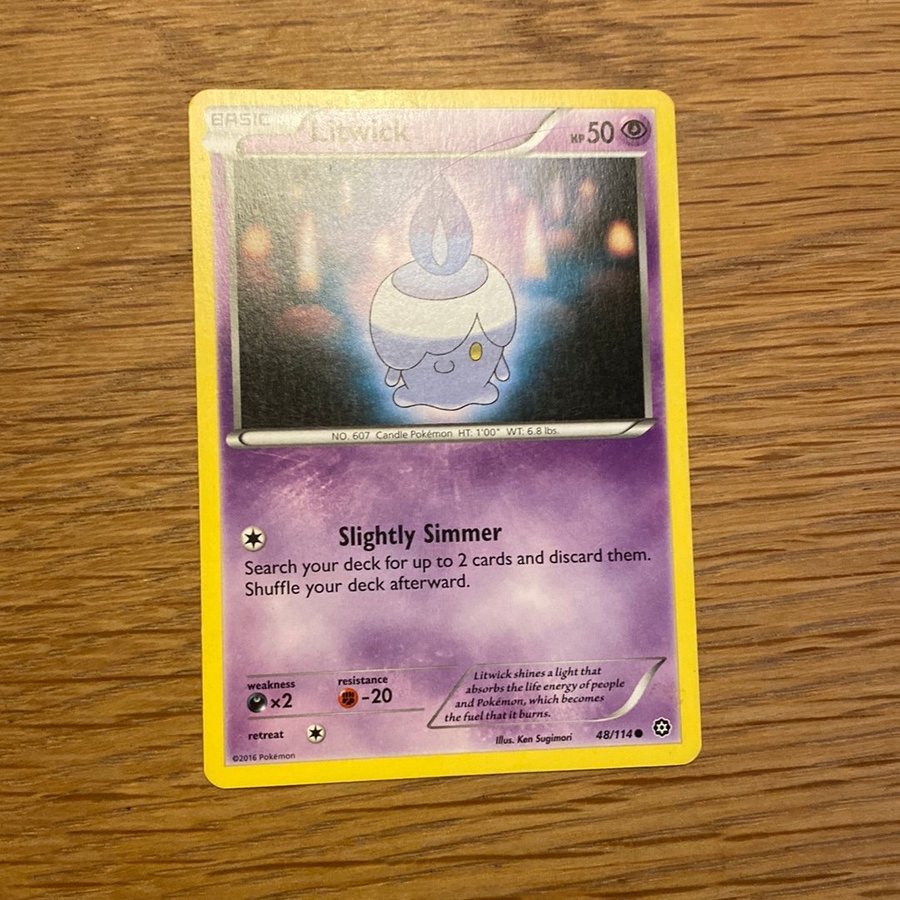 BASIC
Litwick
HP50
NO. 607 Candle Pokémon HT: 1'00" WT: 6.8 lbs.
Slightly Simmer
Search your deck for up to 2 cards and discard them.
Shuffle your deck afterward.
weakness
×2
resistance
-20
retreat
Litwick shines a light that
absorbs the life energy of people
and Pokémon, which becomes
the fuel that it burns.
Illus. Ken Sugimori
48/114
©2016 Pokémon